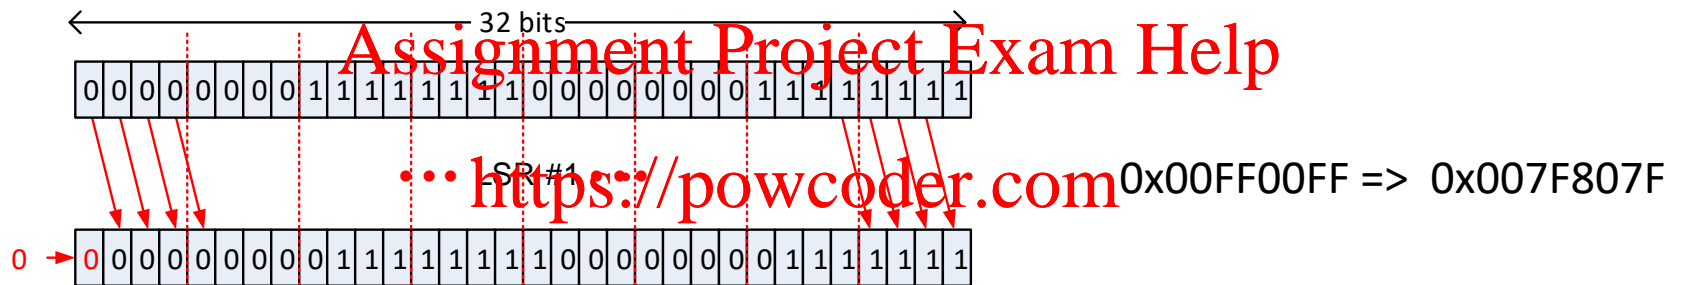 32 bits
Assignment Project Exam Help
0 0 0 0 0 0 0 0 1 1 1 1 1 1 1 1 0 0 0 0 0 0 0 0 1 1 1 1 1 1 1 1
... LSR #1 ...
https://powcoder.com
0x00FF00FF => 0x007F807F
0 0 0 0 0 0 0 0 0 0 1 1 1 1 1 1 1 1 0 0 0 0 0 0 0 0 1 1 1 1 1 1 1